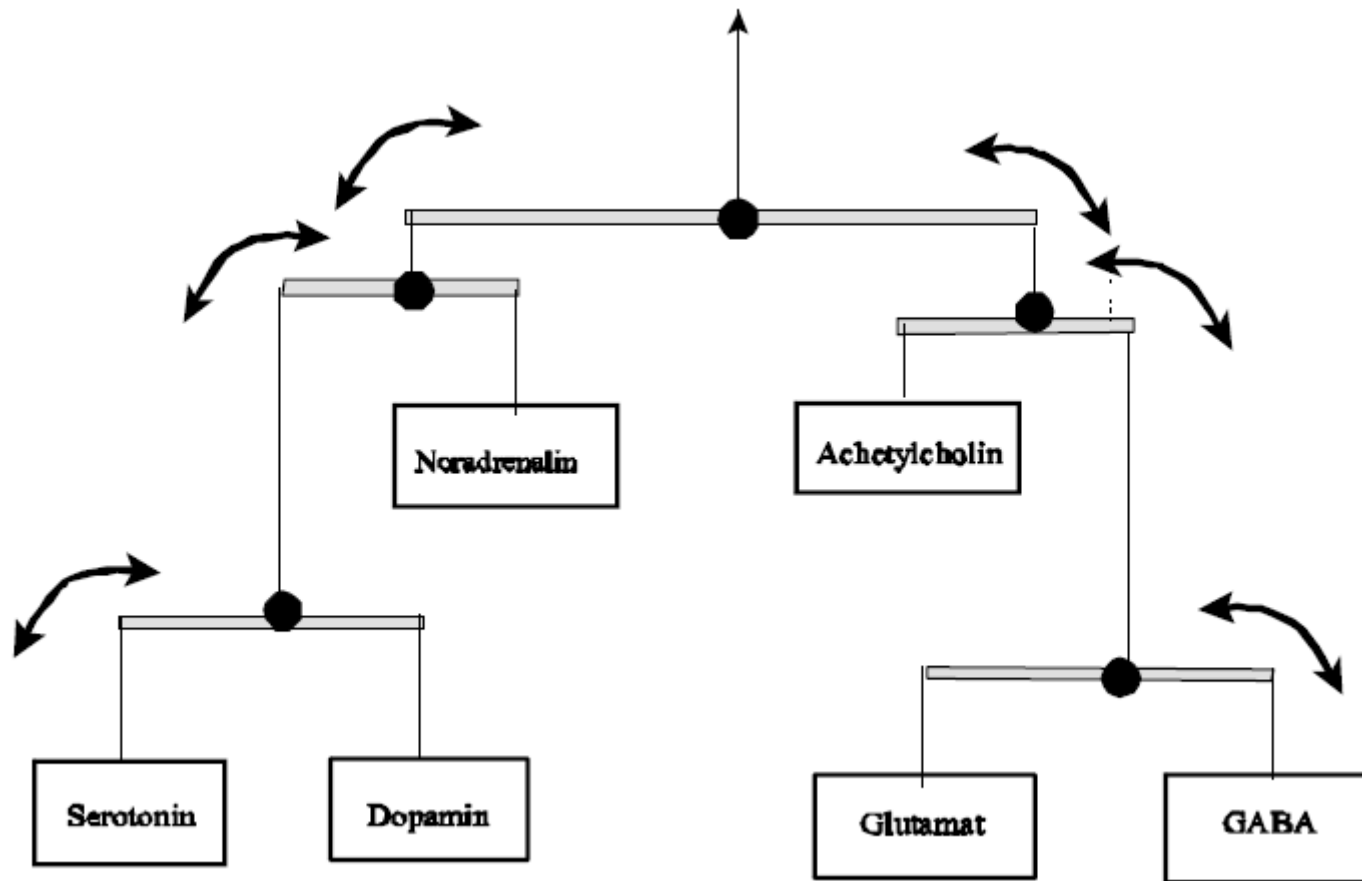 Noradrenalin
Achetylcholin
Serotonin
Dopamin
Glutamat
GABA